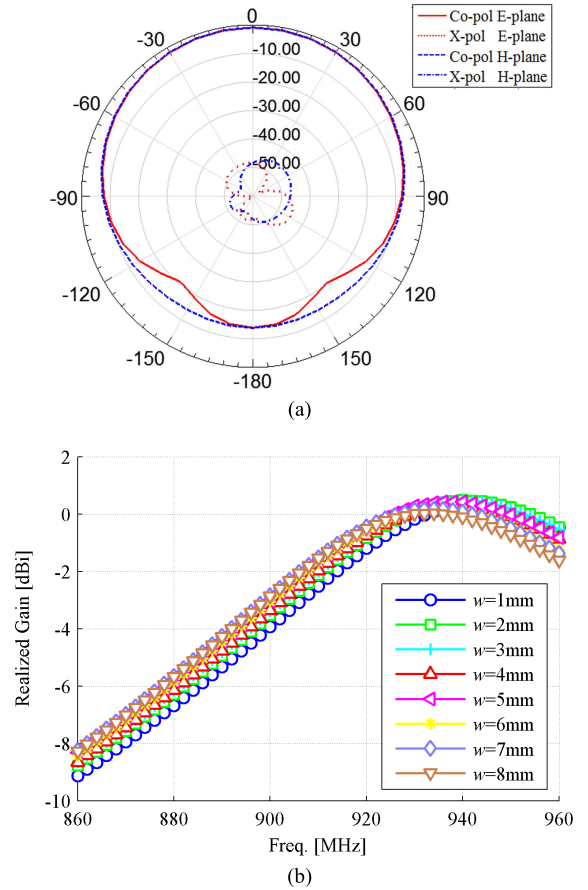 0
-30
30
-60
60
-90
90
-120
120
-150
150
-180
-10.00
-20.00
-30.00
-40.00
-50.00
Co-pol E-plane
X-pol E-plane
Co-pol H-plane
X-pol H-plane
(a)
Realized Gain [dBi]
2
0
-2
-4
-6
-8
-10
860
880
900
920
940
960
Freq. [MHz]
w=1mm
w=2mm
w=3mm
w=4mm
w=5mm
w=6mm
w=7mm
w=8mm
(b)